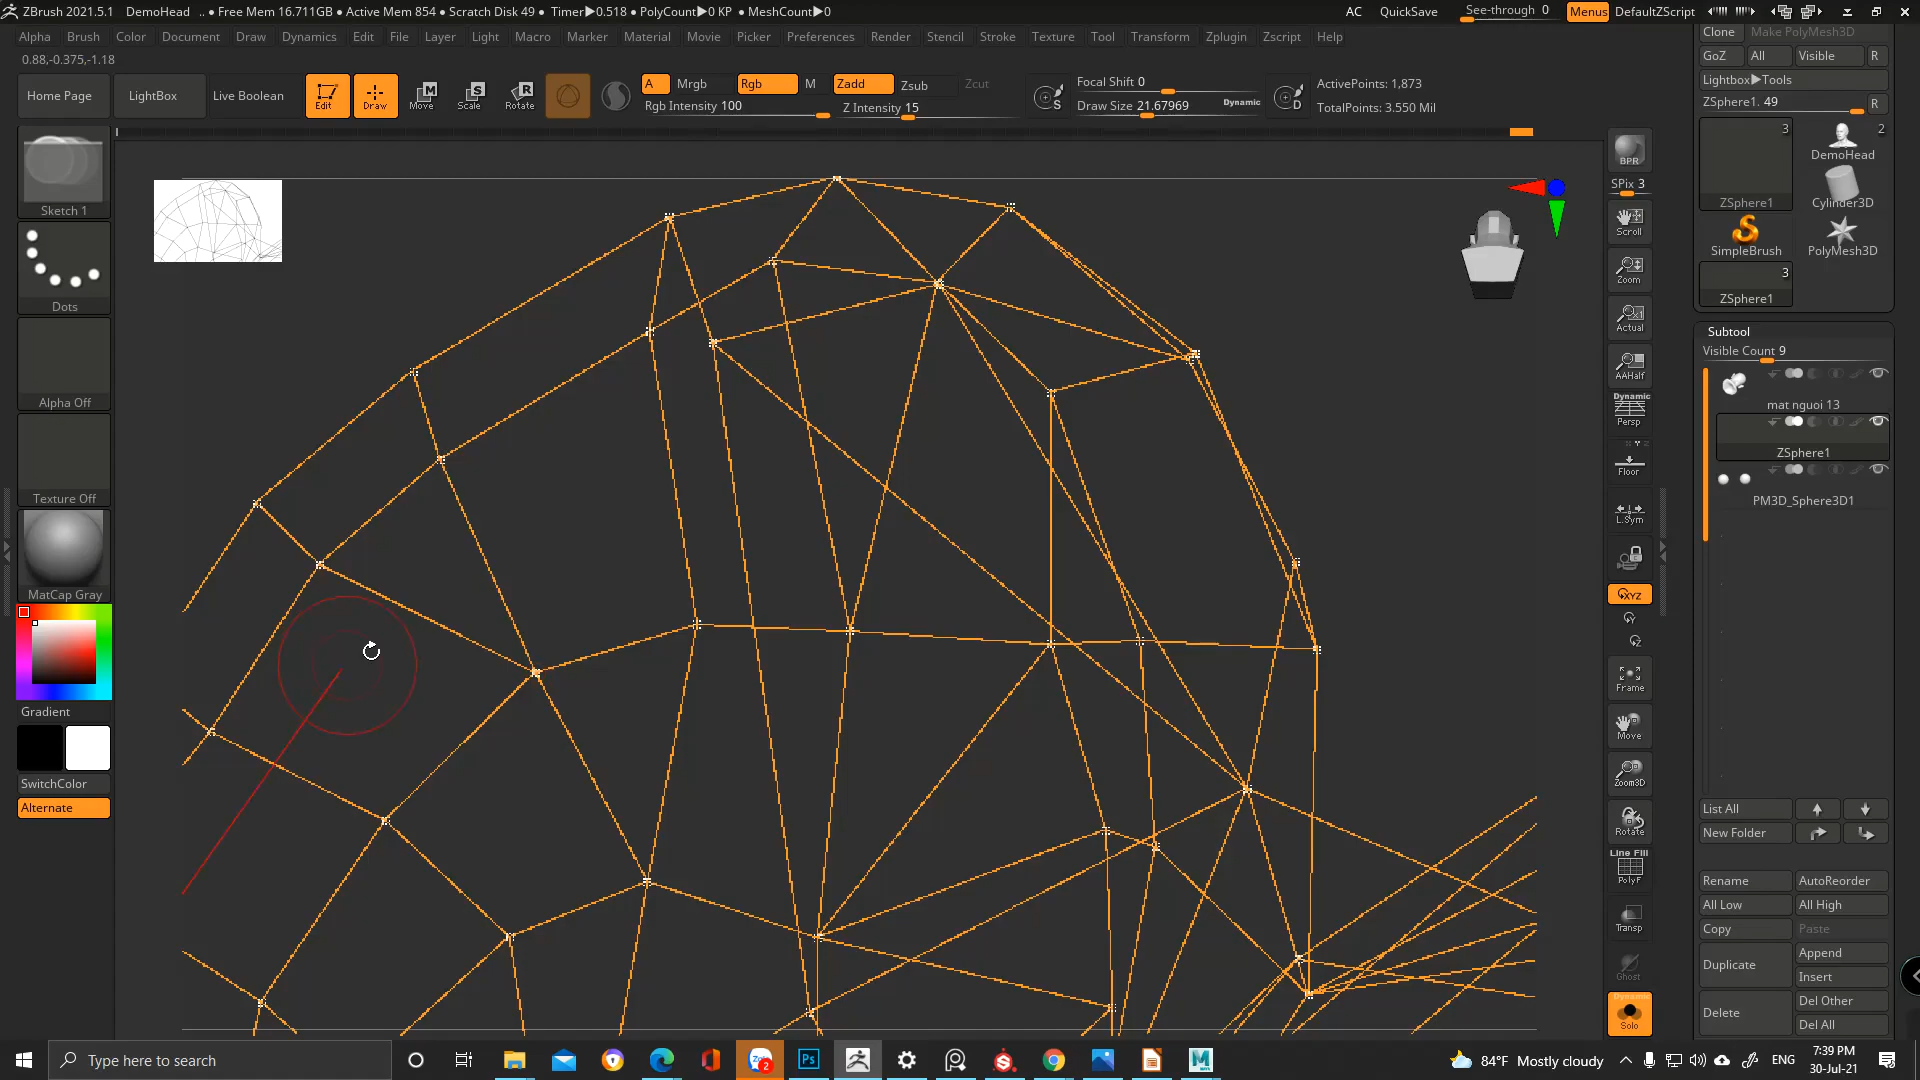 ZBrush 2021.5.1 DemoHead .. • Free Mem 16.711GB • Active Mem 854 • Scratch Disk 49 • Timer▶0.518 • PolyCount▶0 KP • MeshCount▶0
AC QuickSave See-through 0 Menus DefaultZScript
Alpha Brush Color Document Draw Dynamics Edit File Layer Light Macro Marker Material Movie Picker Preferences Render Stencil Stroke Texture Tool Transform Zplugin Zscript Help
0.88,-0.375,-1.18
Home Page
LightBox
Live Boolean
Edit
Draw
Move
Scale
Rotate
A Mrgb Rgb M Zadd Zsub Zcut
Rgb Intensity 100 Z Intensity 15
S
Focal Shift 0
Draw Size 21.67969 Dynamic
D
ActivePoints: 1,873
TotalPoints: 3.550 Mil
Sketch 1
Dots
Alpha Off
Texture Off
MatCap Gray
Gradient
SwitchColor
Alternate
BPR
SPix 3
Scroll
Zoom
Actual
AAHalf
Dynamic
Persp
Floor
L.Sym
XYZ
Frame
Move
Zoom3D
Rotate
Line Fill
PolyF
Transp
Ghost
Dynamic
Solo
Clone Make PolyMesh3D
GoZ All Visible R
Lightbox▶Tools
ZSphere1. 49 R
3
ZSphere1
2
DemoHead
Cylinder3D
SimpleBrush
PolyMesh3D
3
ZSphere1
Subtool
Visible Count 9
mat nguoi 13
ZSphere1
PM3D_Sphere3D1
List All
New Folder
Rename AutoReorder
All Low All High
Copy Paste
Duplicate Append
Insert
Delete Del Other
Del All
Type here to search
2
Ps
84°F Mostly cloudy
ENG
7:39 PM
30-Jul-21